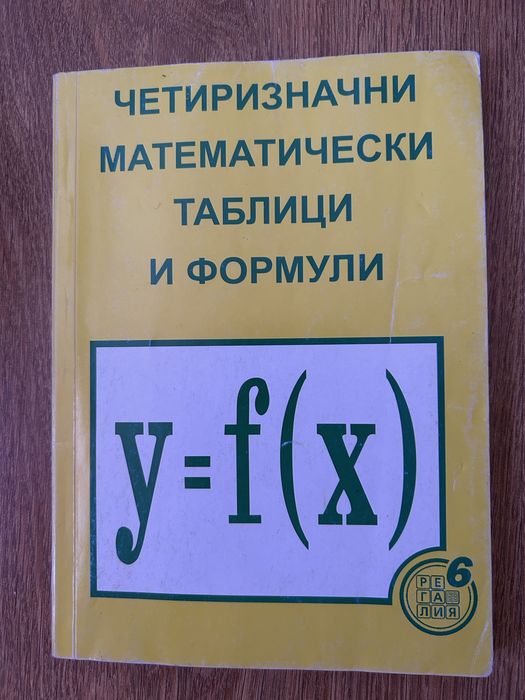 ЧЕТИРИЗНАЧНИ
МАТЕМАТИЧЕСКИ
ТАБЛИЦИ
И ФОРМУЛИ
y=f(x)
РЕ 6
ГА
ЛИЯ